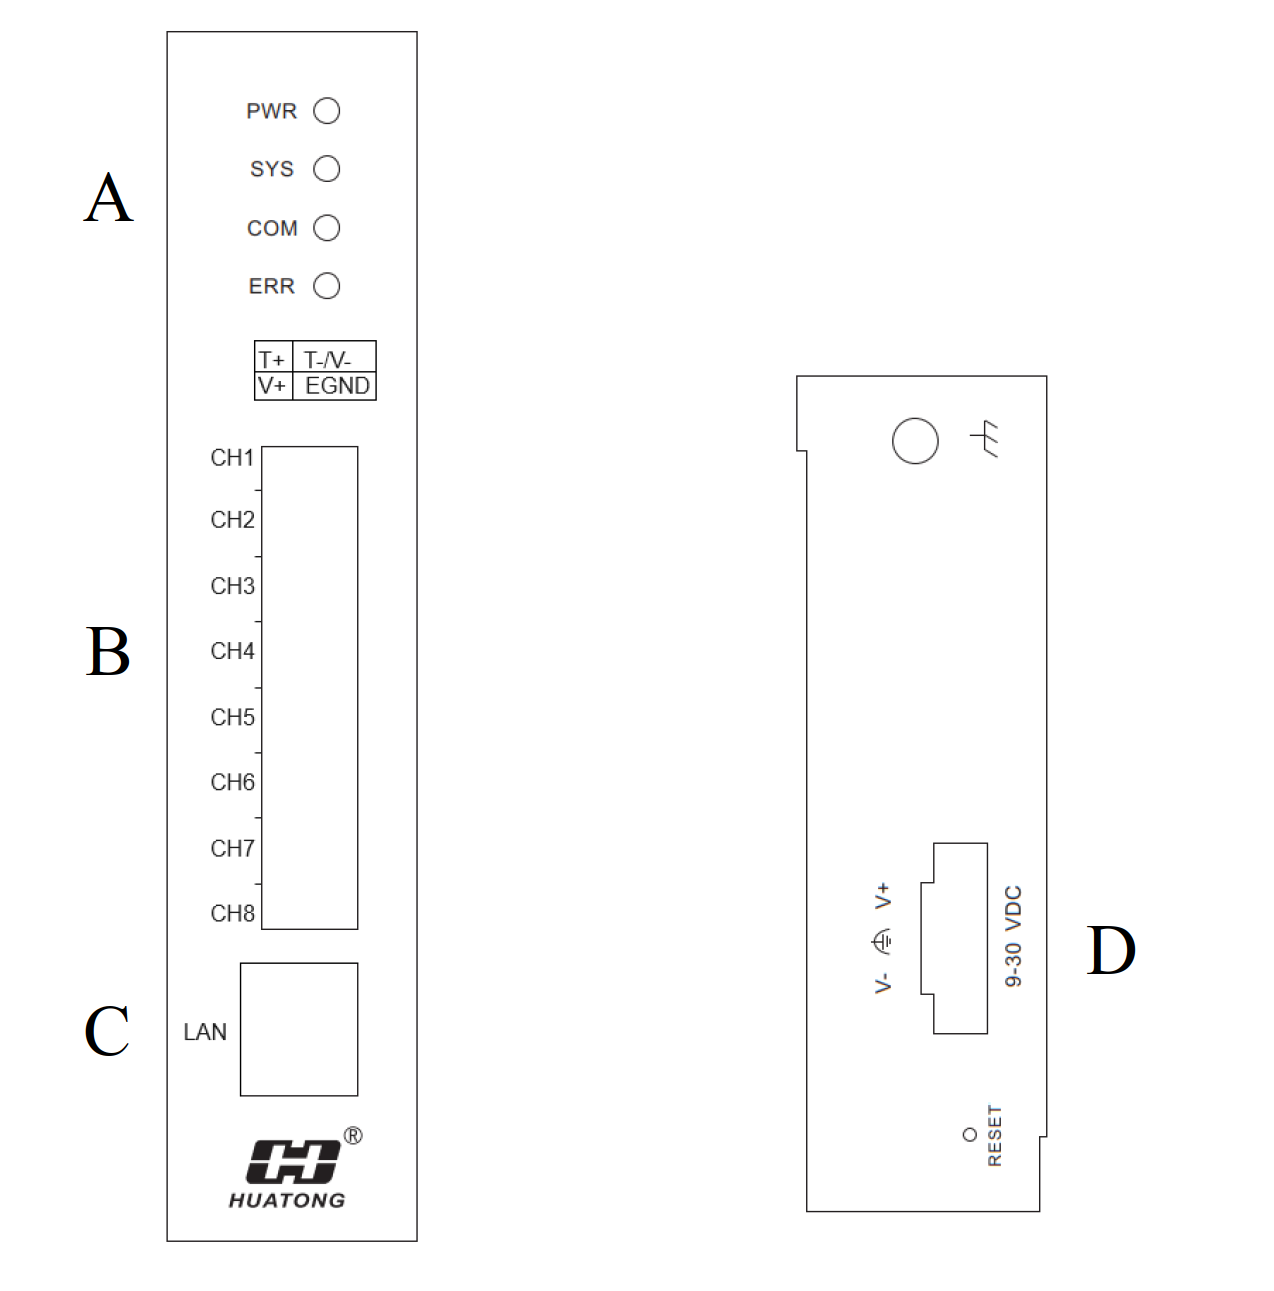 PWR
SYS
A
COM
ERR
T+ T-/V-
V+ EGND
CH1
CH2
CH3
B
CH4
CH5
CH6
CH7
CH8
C
LAN
®
HUATONG
V+
V-
9-30 VDC
D
RESET